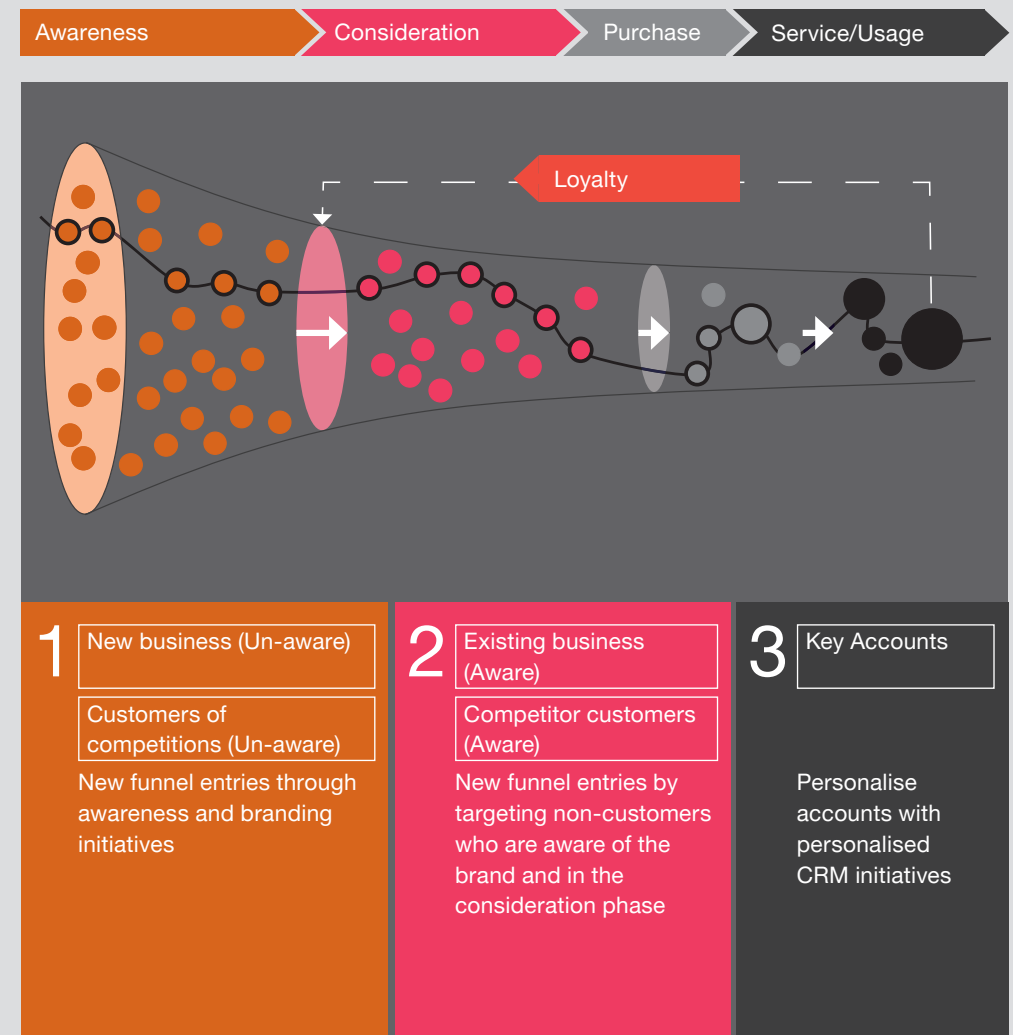 Awareness
Consideration
Purchase
Service/Usage
Loyalty
1
New business (Un-aware)
Customers of
competitions (Un-aware)
New funnel entries through
awareness and branding
initiatives
2
Existing business
(Aware)
Competitor customers
(Aware)
New funnel entries by
targeting non-customers
who are aware of the
brand and in the
consideration phase
3
Key Accounts
Personalise
accounts with
personalised
CRM initiatives